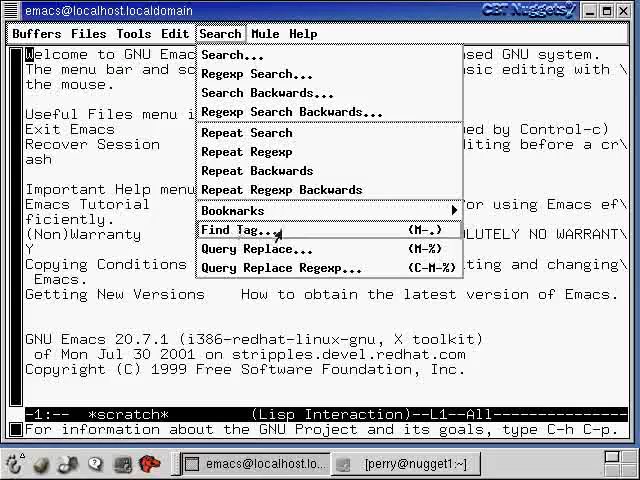 emacs@localhost.localdomain
CBT Nuggets
Buffers Files Tools Edit Search Mule Help
Search...
Regexp Search...
Search Backwards...
Regexp Search Backwards...
Repeat Search
Repeat Regexp
Repeat Backwards
Repeat Regexp Backwards
Bookmarks
Find Tag... (M-.)
Query Replace... (M-%)
Query Replace Regexp... (C-M-%)
Welcome to GNU Emac sed GNU system.
The menu bar and sc sic editing with \
the mouse.
Useful Files menu i
Exit Emacs ed by Control-c)
Recover Session diting before a cr\
ash
Important Help menu
Emacs Tutorial or using Emacs ef\
ficiently.
(Non)Warranty SOLUTELY NO WARRANT\
Y
Copying Conditions ting and changing\
Emacs.
Getting New Versions How to obtain the latest version of Emacs.
GNU Emacs 20.7.1 (i386-redhat-linux-gnu, X toolkit)
of Mon Jul 30 2001 on stripples.devel.redhat.com
Copyright (C) 1999 Free Software Foundation, Inc.
-1:-- *scratch* (Lisp Interaction)--L1--All--------------
For information about the GNU Project and its goals, type C-h C-p.
emacs@localhost.lo...
[perry@nugget1:~]